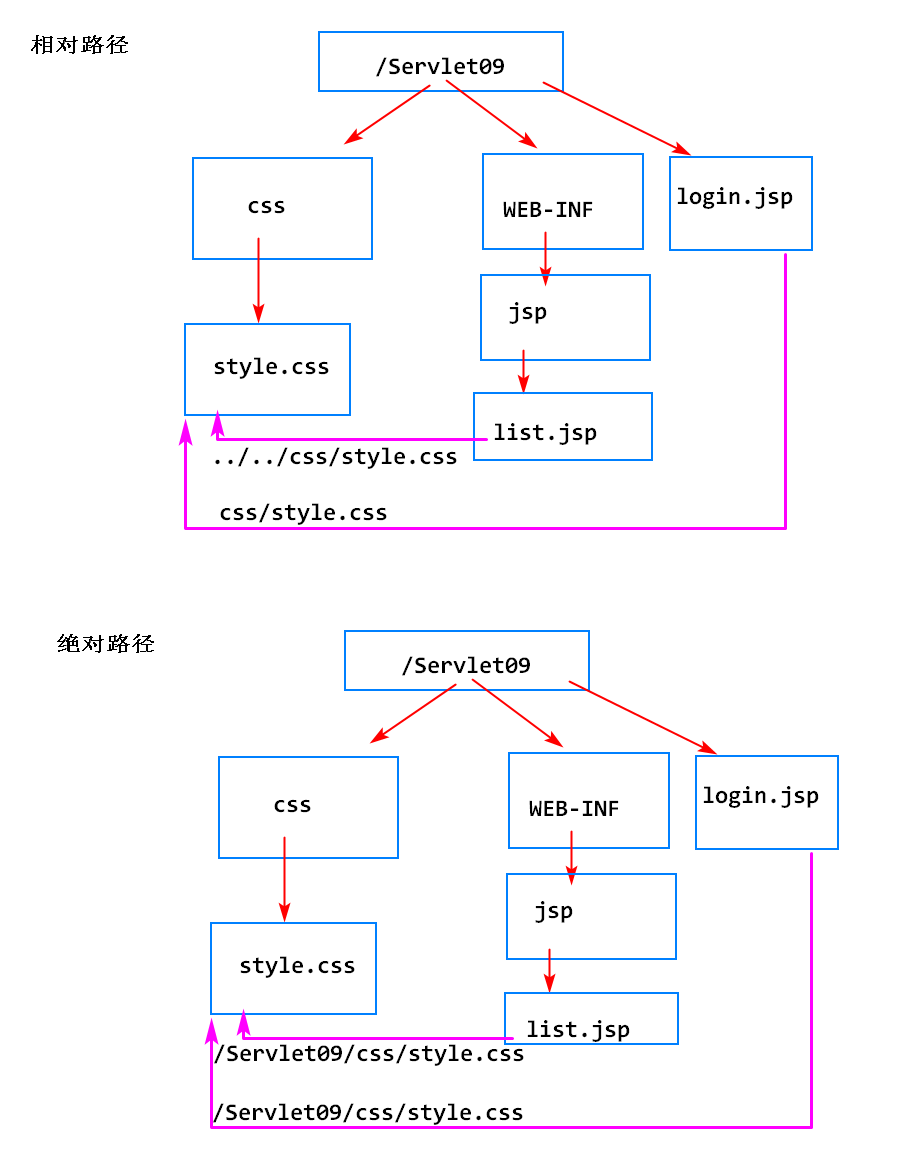 相对路径
/Servlet09
css
WEB-INF
login.jsp
jsp
style.css
list.jsp
../../css/style.css
css/style.css
绝对路径
/Servlet09
css
WEB-INF
login.jsp
jsp
style.css
list.jsp
/Servlet09/css/style.css
/Servlet09/css/style.css